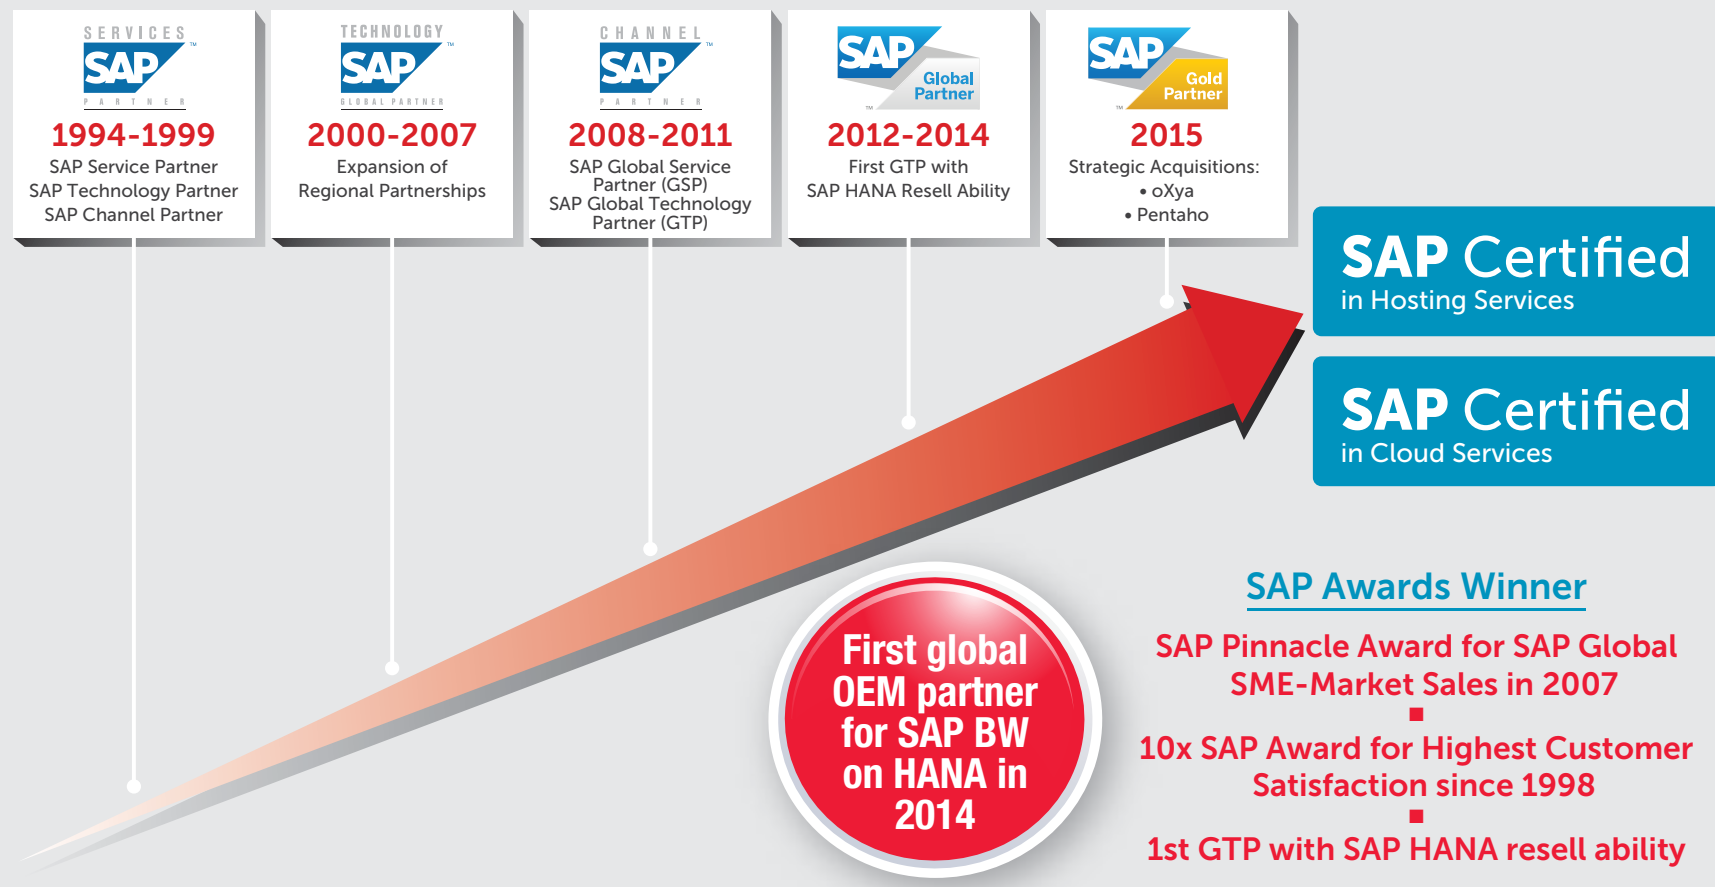 SERVICES
SAP™
PARTNER
1994-1999
SAP Service Partner
SAP Technology Partner
SAP Channel Partner
TECHNOLOGY
SAP™
GLOBAL PARTNER
2000-2007
Expansion of
Regional Partnerships
CHANNEL
SAP™
PARTNER
2008-2011
SAP Global Service
Partner (GSP)
SAP Global Technology
Partner (GTP)
SAP
Global
Partner
™
2012-2014
First GTP with
SAP HANA Resell Ability
SAP
Gold
Partner
™
2015
Strategic Acquisitions:
• oXya
• Pentaho
SAP Certified
in Hosting Services
SAP Certified
in Cloud Services
First global
OEM partner
for SAP BW
on HANA in
2014
SAP Awards Winner
SAP Pinnacle Award for SAP Global
SME-Market Sales in 2007
10x SAP Award for Highest Customer
Satisfaction since 1998
1st GTP with SAP HANA resell ability